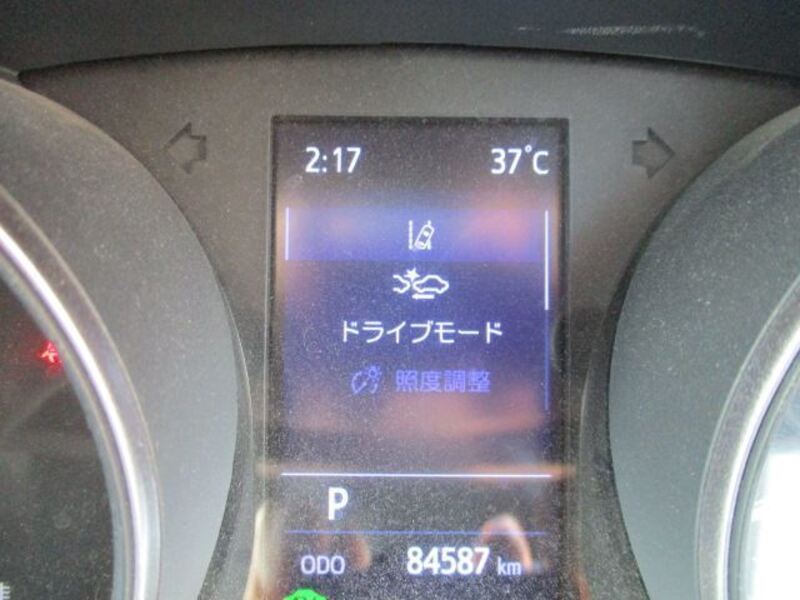 2:17 37°C
ドライブモード
照度調整
P
ODO 84587 km